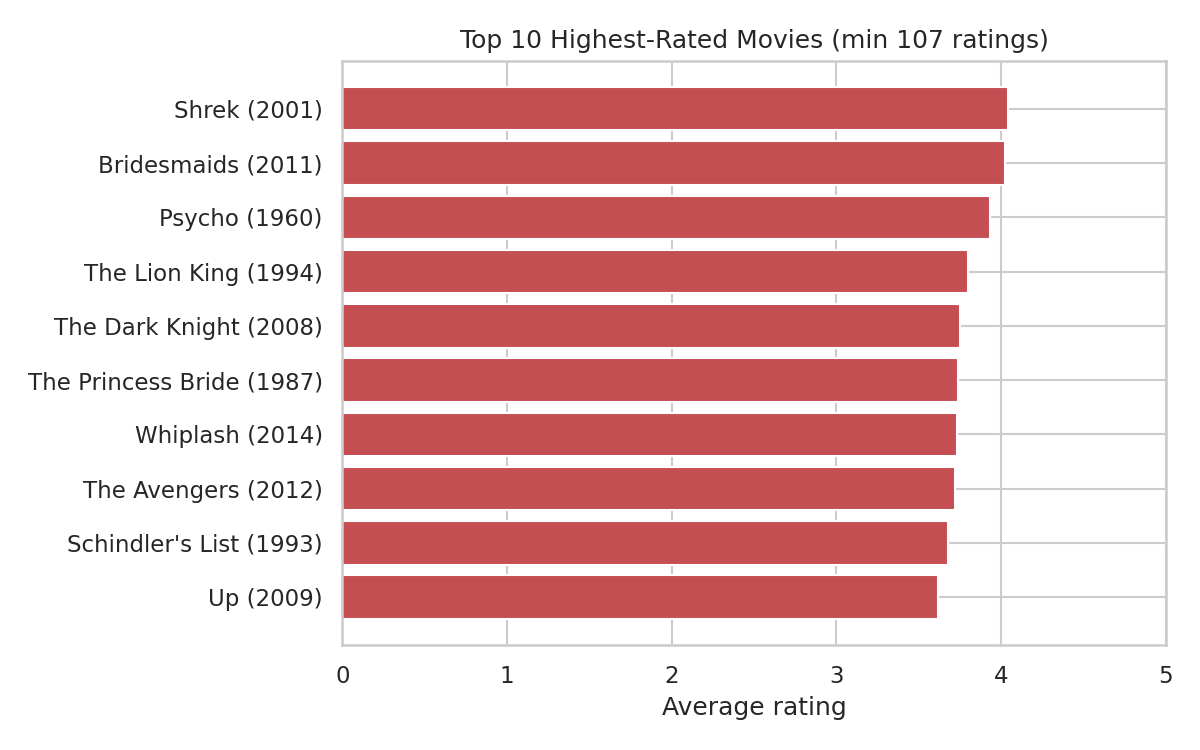 Top 10 Highest-Rated Movies (min 107 ratings)
Shrek (2001)
Bridesmaids (2011)
Psycho (1960)
The Lion King (1994)
The Dark Knight (2008)
The Princess Bride (1987)
Whiplash (2014)
The Avengers (2012)
Schindler's List (1993)
Up (2009)
0 1 2 3 4 5
Average rating